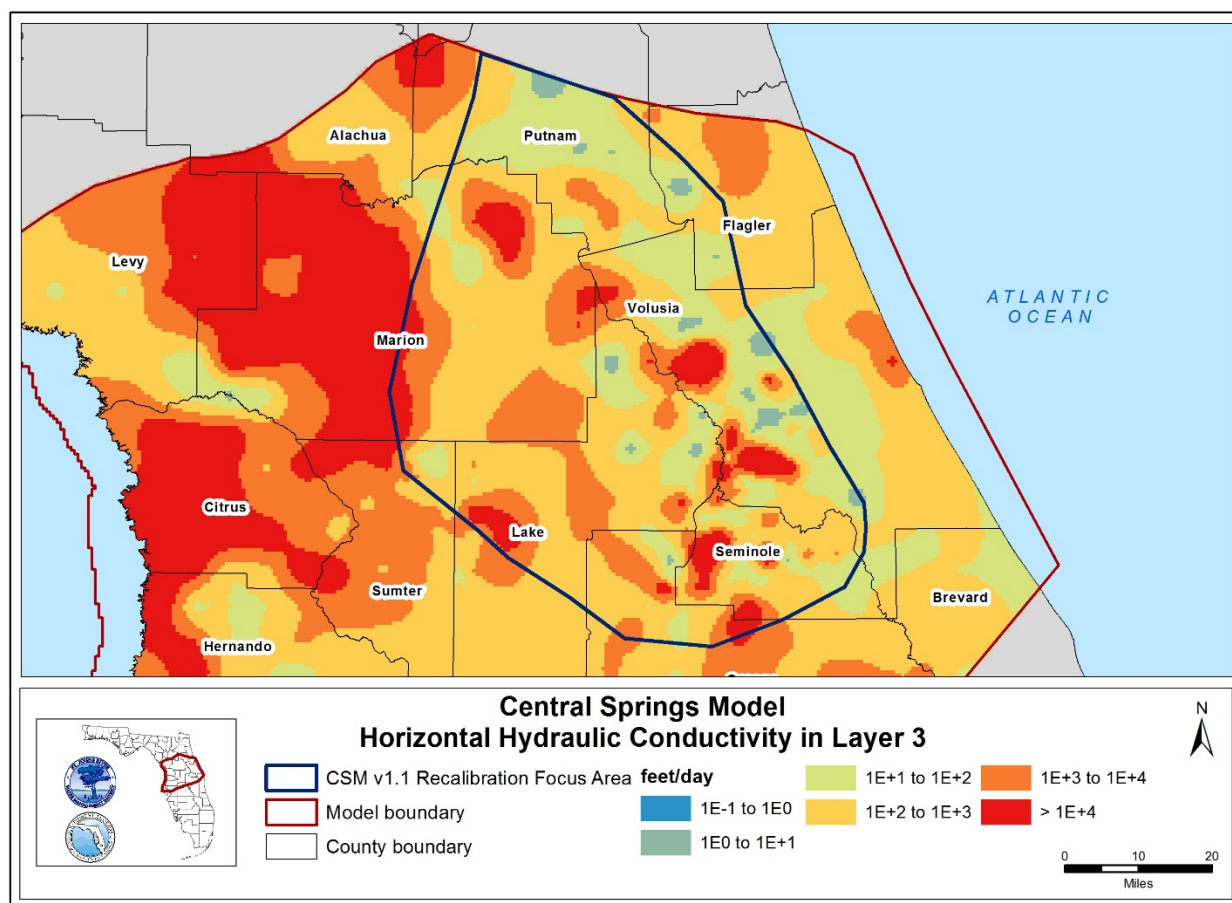 Alachua
Putnam
Levy
Flagler
Volusia
ATLANTIC
OCEAN
Marion
Citrus
Lake
Seminole
Sumter
Brevard
Hernando
Central Springs Model
Horizontal Hydraulic Conductivity in Layer 3
CSM v1.1 Recalibration Focus Area
Model boundary
County boundary
feet/day
1E-1 to 1E0
1E0 to 1E+1
1E+1 to 1E+2
1E+2 to 1E+3
1E+3 to 1E+4
> 1E+4
N
0 10 20
Miles